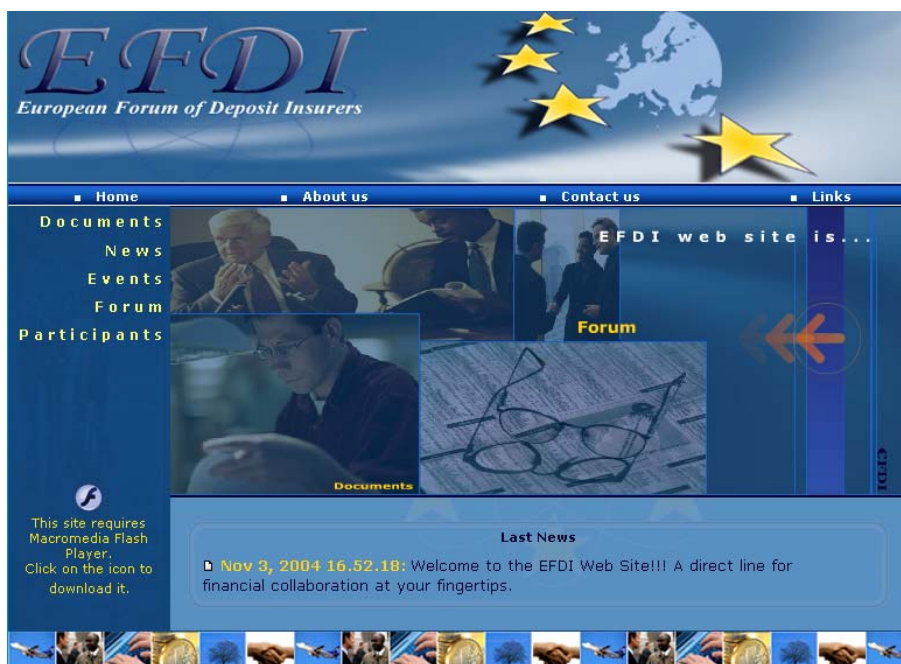 EFDI
European Forum of Deposit Insurers
Home
About us
Contact us
Links
Documents
News
Events
Forum
Participants
EFDI web site is...
Forum
Documents
EFDI
This site requires
Macromedia Flash
Player.
Click on the icon to
download it.
Last News
Nov 3, 2004 16.52.18: Welcome to the EFDI Web Site!!! A direct line for
financial collaboration at your fingertips.